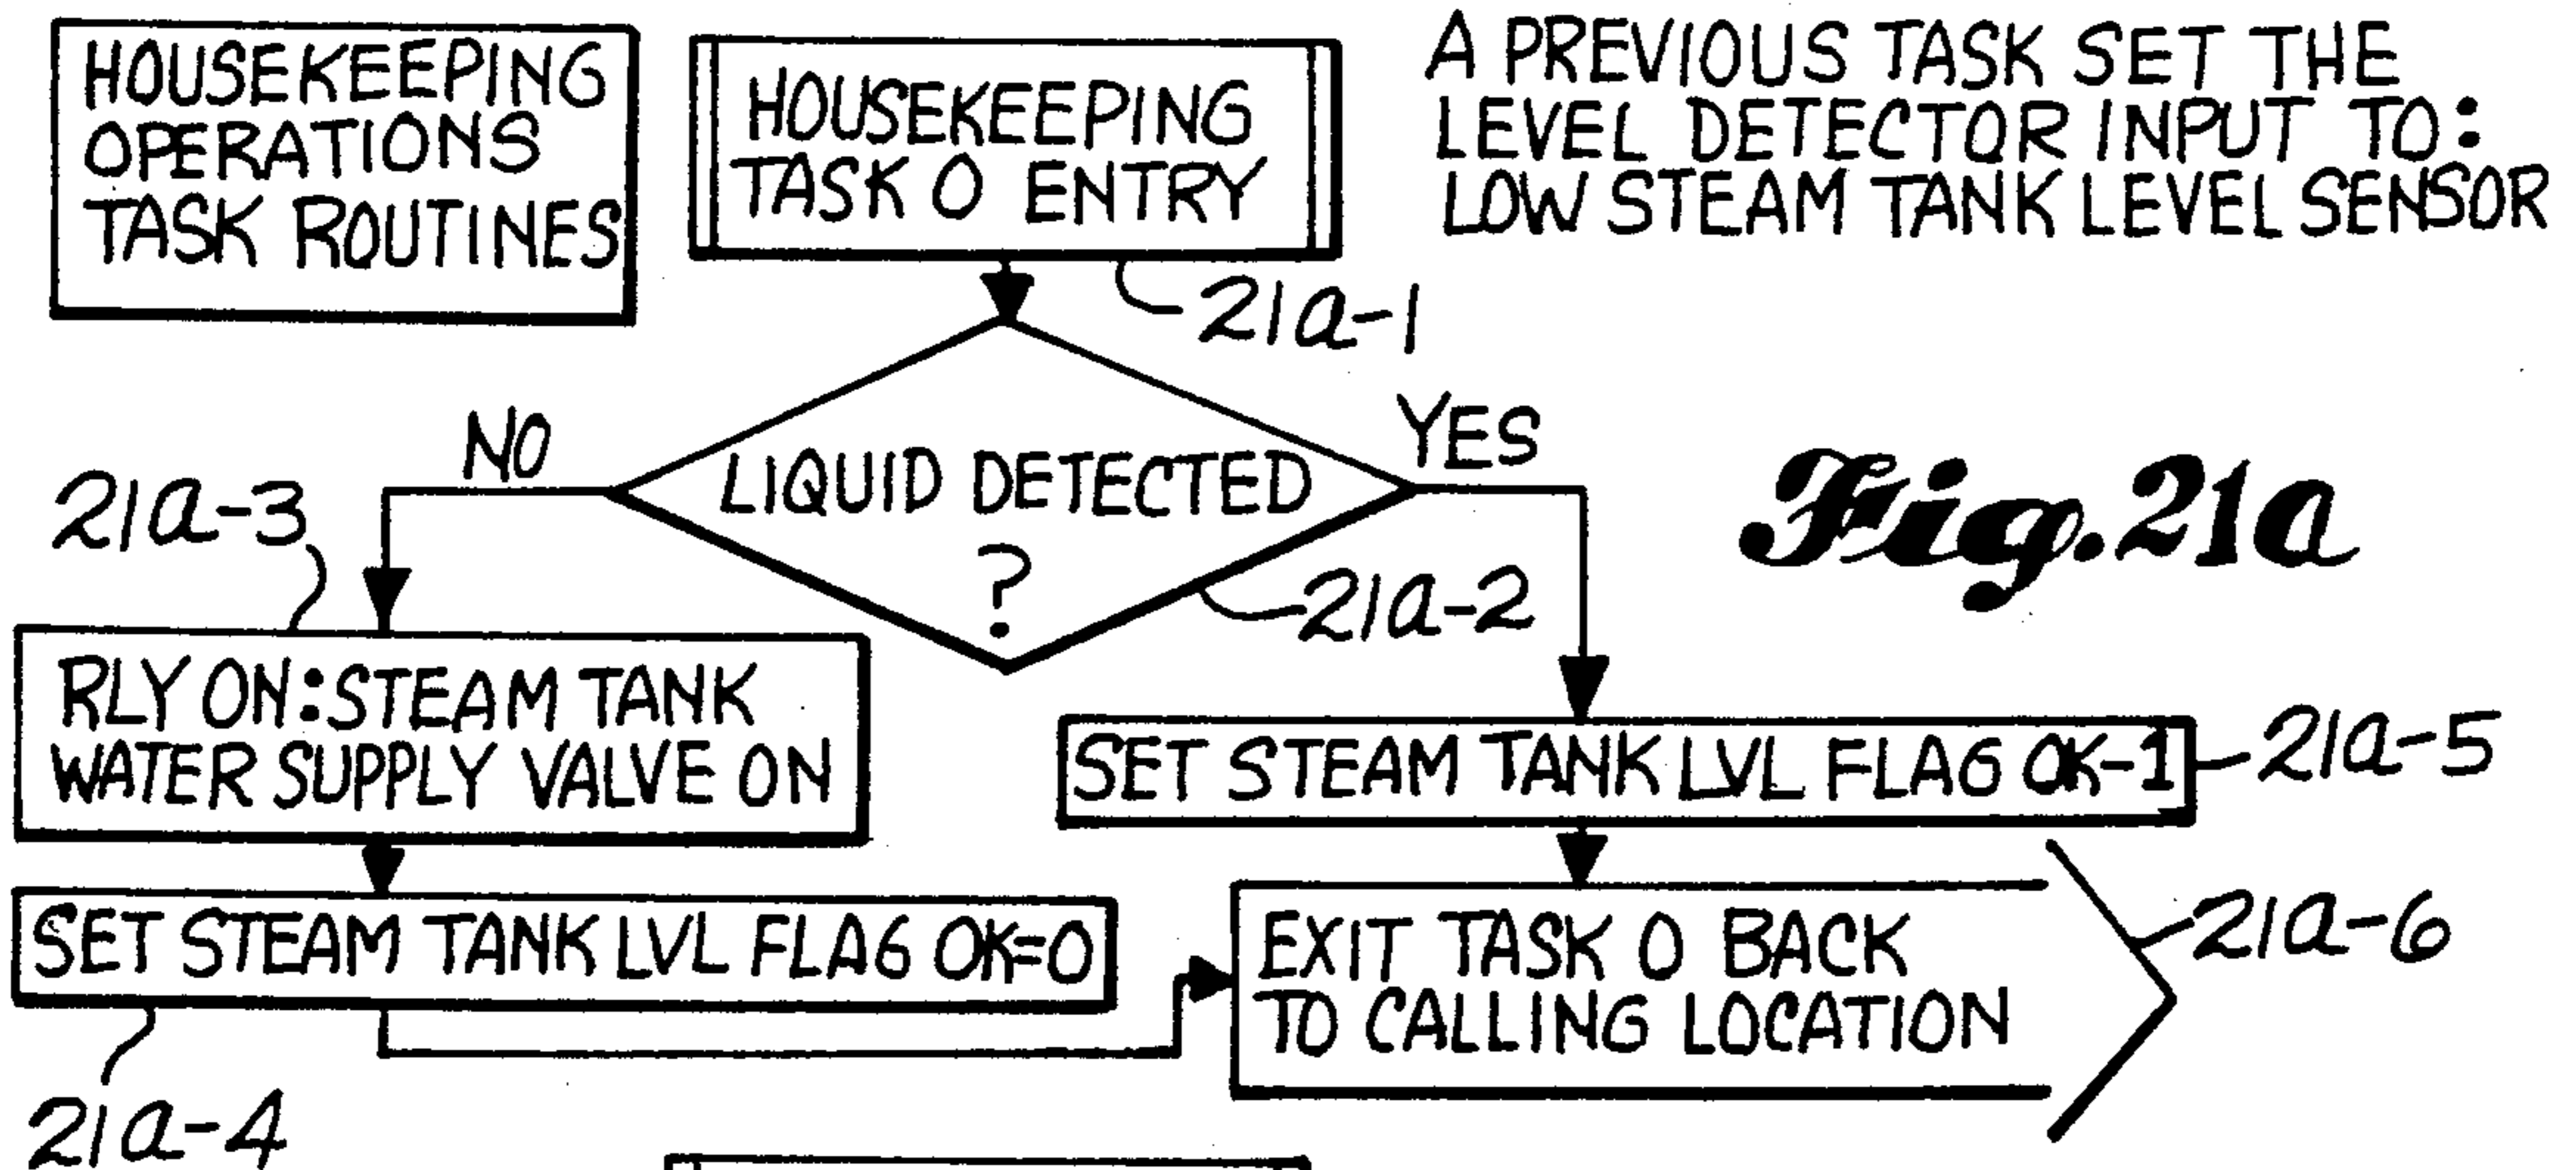 HOUSEKEEPING
OPERATIONS
TASK ROUTINES
HOUSEKEEPING
TASK 0 ENTRY
A PREVIOUS TASK SET THE
LEVEL DETECTOR INPUT TO:
LOW STEAM TANK LEVEL SENSOR
21a-1
NO
LIQUID DETECTED
?
YES
21a-2
21a-3
Fig. 21a
RLY ON: STEAM TANK
WATER SUPPLY VALVE ON
SET STEAM TANK LVL FLAG OK-1
21a-5
SET STEAM TANK LVL FLAG OK=0
21a-4
EXIT TASK 0 BACK
TO CALLING LOCATION
21a-6